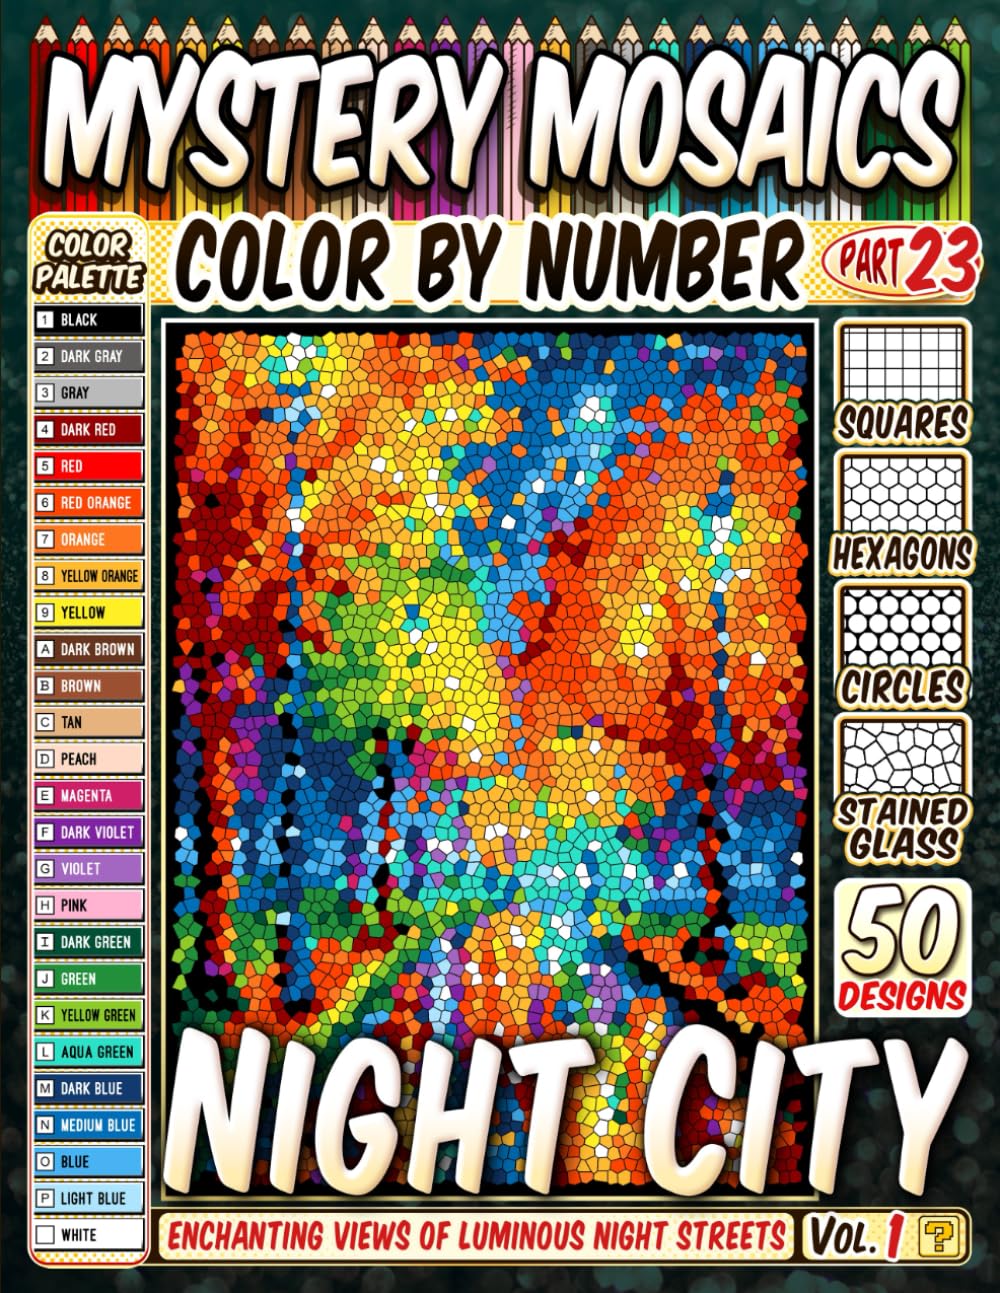 MYSTERY MOSAICS
COLOR BY NUMBER
PART 23
COLOR
PALETTE
1 BLACK
2 DARK GRAY
3 GRAY
4 DARK RED
5 RED
6 RED ORANGE
7 ORANGE
8 YELLOW ORANGE
9 YELLOW
A DARK BROWN
B BROWN
C TAN
D PEACH
E MAGENTA
F DARK VIOLET
G VIOLET
H PINK
I DARK GREEN
J GREEN
K YELLOW GREEN
L AQUA GREEN
M DARK BLUE
N MEDIUM BLUE
O BLUE
P LIGHT BLUE
WHITE
SQUARES
HEXAGONS
CIRCLES
STAINED
GLASS
50
DESIGNS
NIGHT CITY
ENCHANTING VIEWS OF LUMINOUS NIGHT STREETS
VOL. 1 ?